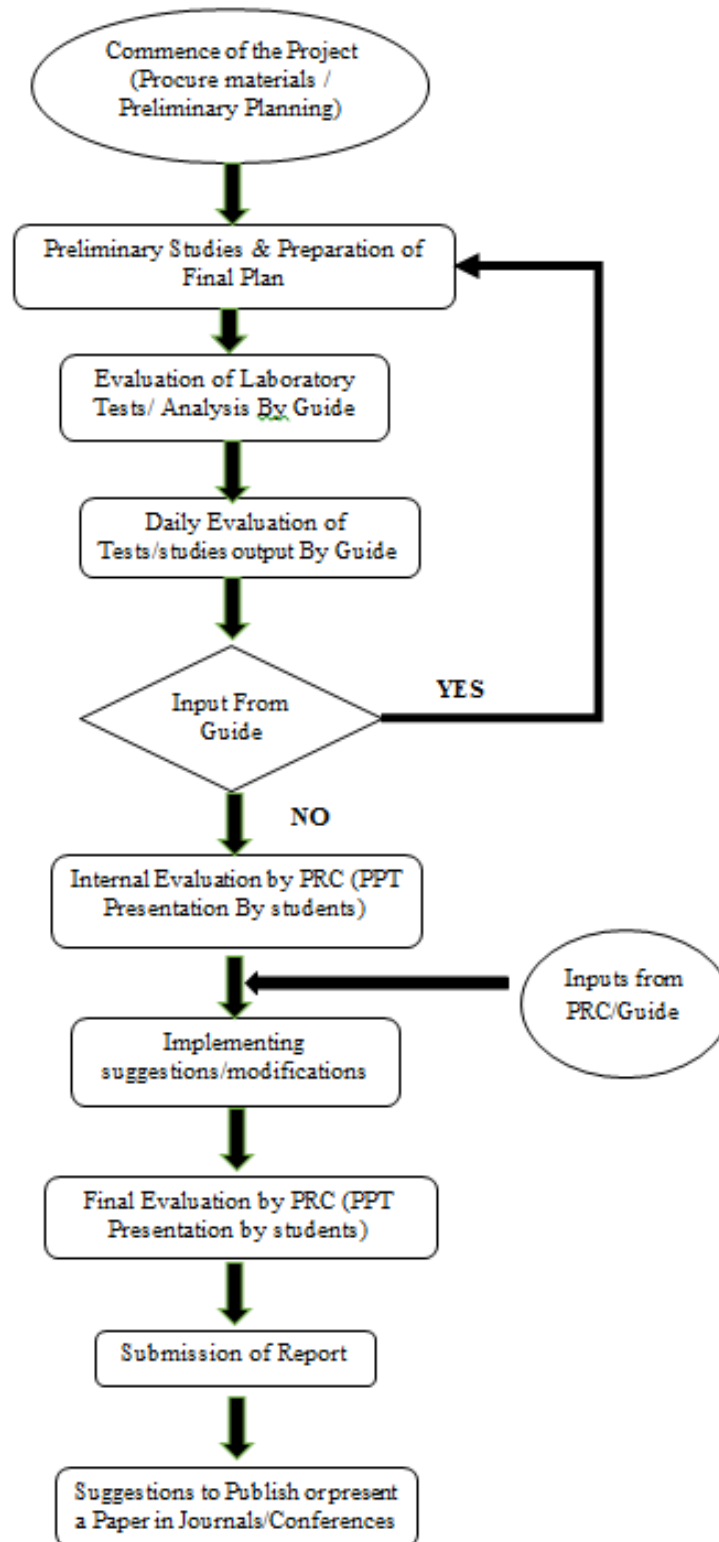 Commence of the Project
(Procure materials /
Preliminary Planning)
Preliminary Studies & Preparation of
Final Plan
Evaluation of Laboratory
Tests/ Analysis By Guide
Daily Evaluation of
Tests/studies output By Guide
Input From
Guide
YES
NO
Internal Evaluation by PRC (PPT
Presentation By students)
Inputs from
PRC/Guide
Implementing
suggestions/modifications
Final Evaluation by PRC (PPT
Presentation by students)
Submission of Report
Suggestions to Publish or present
a Paper in Journals/Conferences